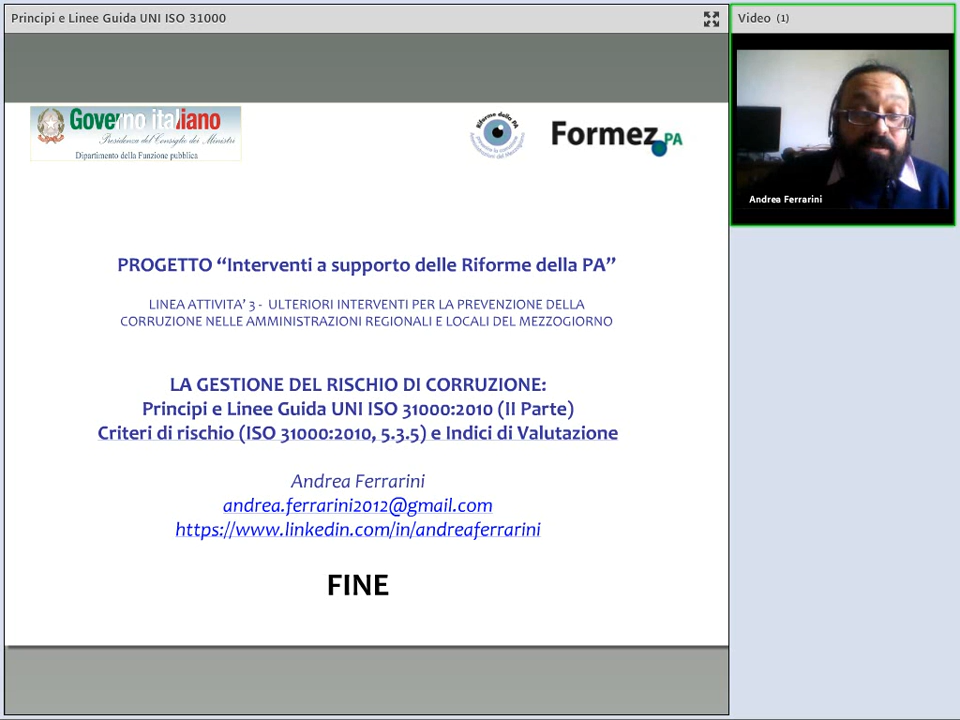 Principi e Linee Guida UNI ISO 31000
Video (1)
Governo italiano
Presidenza del Consiglio dei Ministri
Dipartimento della Funzione pubblica
Riforme della PA
Formez PA
Andrea Ferrarini
PROGETTO “Interventi a supporto delle Riforme della PA”
LINEA ATTIVITA’ 3 - ULTERIORI INTERVENTI PER LA PREVENZIONE DELLA
CORRUZIONE NELLE AMMINISTRAZIONI REGIONALI E LOCALI DEL MEZZOGIORNO
LA GESTIONE DEL RISCHIO DI CORRUZIONE:
Principi e Linee Guida UNI ISO 31000:2010 (II Parte)
Criteri di rischio (ISO 31000:2010, 5.3.5) e Indici di Valutazione
Andrea Ferrarini
andrea.ferrarini2012@gmail.com
https://www.linkedin.com/in/andreaferrarini
FINE